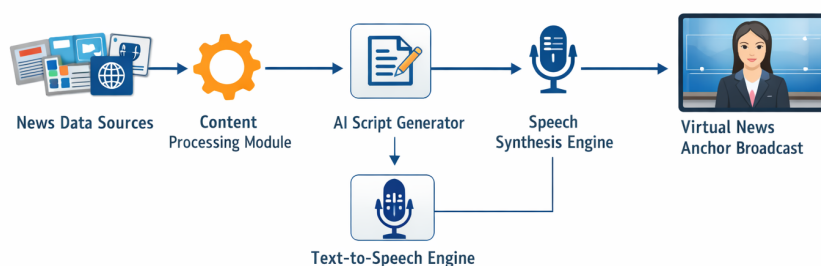 News Data Sources
Content
Processing Module
AI Script Generator
Speech
Synthesis Engine
Virtual News
Anchor Broadcast
Text-to-Speech Engine